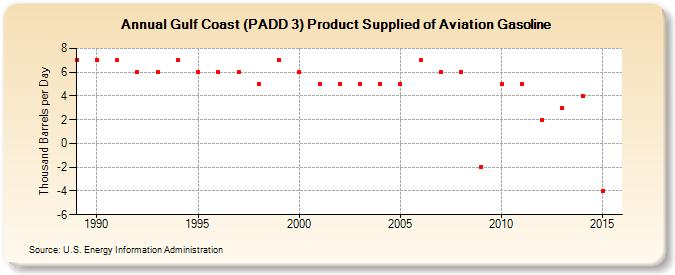 Annual Gulf Coast (PADD 3) Product Supplied of Aviation Gasoline
Thousand Barrels per Day
8
6
4
2
0
-2
-4
-6
1990 1995 2000 2005 2010 2015
Source: U.S. Energy Information Administration